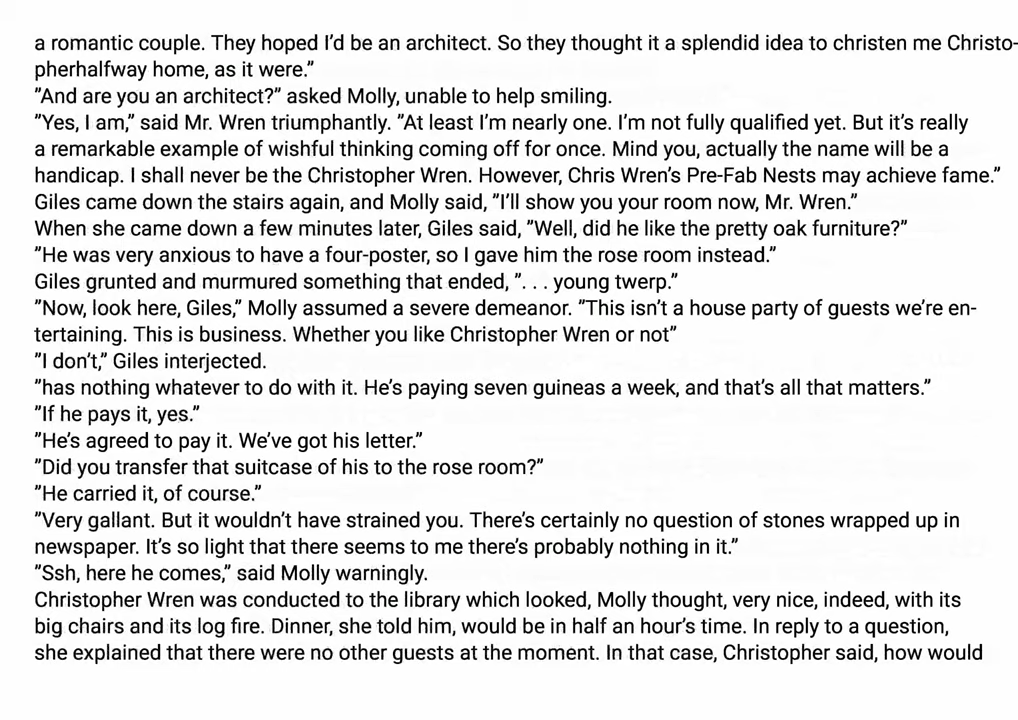 a romantic couple. They hoped I'd be an architect. So they thought it a splendid idea to christen me Christo-
pherhalfway home, as it were."
"And are you an architect?" asked Molly, unable to help smiling.
"Yes, I am," said Mr. Wren triumphantly. "At least I'm nearly one. I'm not fully qualified yet. But it's really
a remarkable example of wishful thinking coming off for once. Mind you, actually the name will be a
handicap. I shall never be the Christopher Wren. However, Chris Wren's Pre-Fab Nests may achieve fame."
Giles came down the stairs again, and Molly said, "I'll show you your room now, Mr. Wren."
When she came down a few minutes later, Giles said, "Well, did he like the pretty oak furniture?"
"He was very anxious to have a four-poster, so I gave him the rose room instead."
Giles grunted and murmured something that ended, ". . . young twerp."
"Now, look here, Giles," Molly assumed a severe demeanor. "This isn't a house party of guests we're en-
tertaining. This is business. Whether you like Christopher Wren or not"
"I don't," Giles interjected.
"has nothing whatever to do with it. He's paying seven guineas a week, and that's all that matters."
"If he pays it, yes."
"He's agreed to pay it. We've got his letter."
"Did you transfer that suitcase of his to the rose room?"
"He carried it, of course."
"Very gallant. But it wouldn't have strained you. There's certainly no question of stones wrapped up in
newspaper. It's so light that there seems to me there's probably nothing in it."
"Ssh, here he comes," said Molly warningly.
Christopher Wren was conducted to the library which looked, Molly thought, very nice, indeed, with its
big chairs and its log fire. Dinner, she told him, would be in half an hour's time. In reply to a question,
she explained that there were no other guests at the moment. In that case, Christopher said, how would